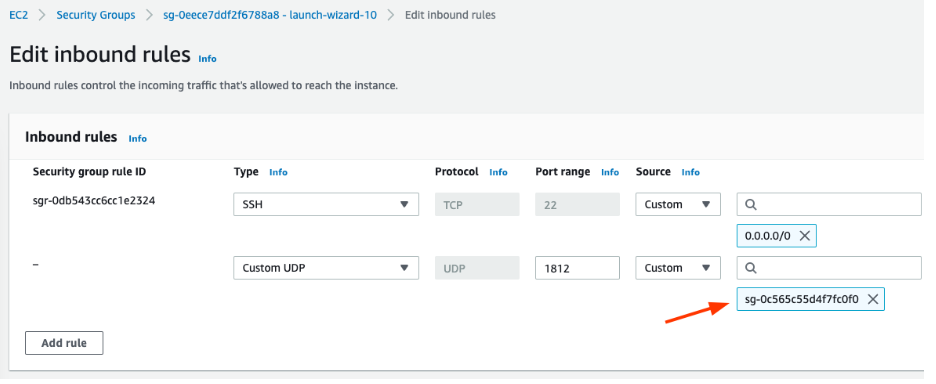 EC2 > Security Groups > sg-0eece7ddf2f6788a8 - launch-wizard-10 > Edit inbound rules
Edit inbound rules Info
Inbound rules control the incoming traffic that's allowed to reach the instance.
Inbound rules Info
Security group rule ID Type Info Protocol Info Port range Info Source Info
sgr-0db543cc6cc1e2324 SSH TCP 22 Custom
0.0.0.0/0
– Custom UDP UDP 1812 Custom
sg-0c565c55d4f7fc0f0
Add rule